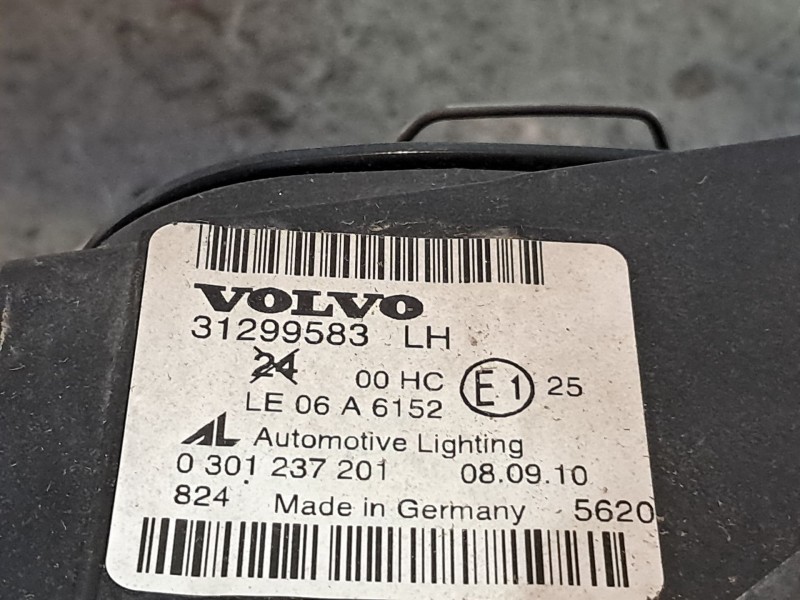 VOLVO
31299583 LH
24
00 HC E1 25
LE 06 A 6152
AL Automotive Lighting
0 301 237 201 08.09.10
824 Made in Germany 5620